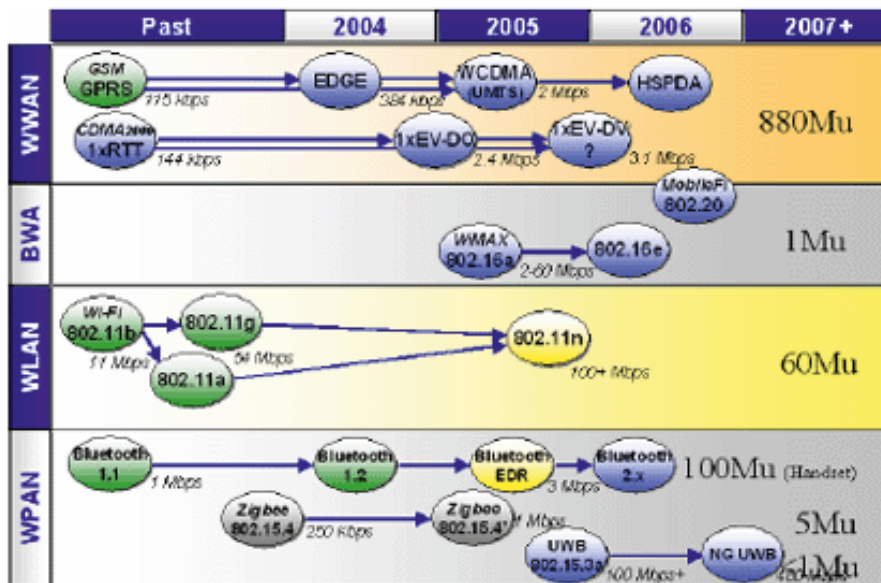 Past 2004 2005 2006 2007+
WWAN
GSM
GPRS
115 kbps
EDGE
384 kbps
WCDMA
(UMTS)
2 Mbps
HSPDA
880Mu
CDMA2000
1xRTT
144 kbps
1xEV-DO
2.4 Mbps
1xEV-DV
?
3.1 Mbps
BWA
MobileFi
802.20
WMAX
802.16a
2-60 Mbps
802.16e
1Mu
WLAN
Wi-Fi
802.11b
11 Mbps
802.11g
54 Mbps
802.11a
802.11n
100+ Mbps
60Mu
WPAN
Bluetooth
1.1
1 Mbps
Bluetooth
1.2
Bluetooth
EDR
3 Mbps
Bluetooth
2.x
100Mu (Handset)
Zigbee
802.15.4
250 Kbps
Zigbee
802.15.4'
1 Mbps
5Mu
UWB
802.15.3a
100 Mbps+
NG UWB
<1Mu